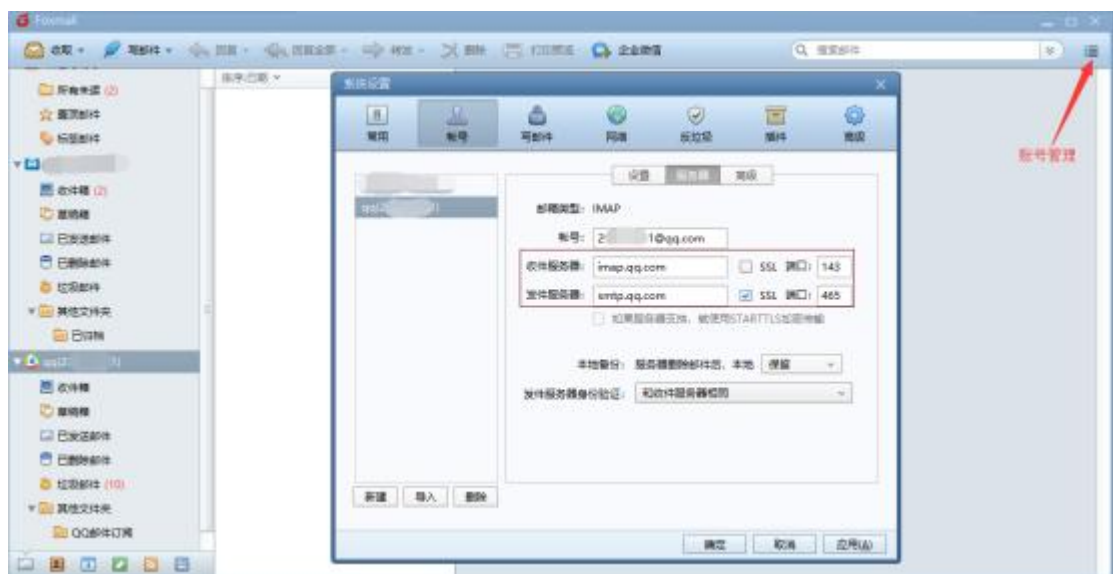 Foxmail
收取 写邮件 回复 回复全部 转发 删除 打印预览 企业微信 搜索邮件
排序:日期
所有未读 (2)
置顶邮件
标签邮件
收件箱 (2)
草稿箱
已发送邮件
已删除邮件
垃圾邮件
其他文件夹
已归档
收件箱
草稿箱
已发送邮件
已删除邮件
垃圾邮件 (10)
其他文件夹
QQ邮件订阅
系统设置
常用 帐号 写邮件 网络 反垃圾 插件 高级
设置 服务器 高级
邮箱类型: IMAP
帐号: 2 1@qq.com
收件服务器: imap.qq.com SSL 端口: 143
发件服务器: smtp.qq.com SSL 端口: 465
如果服务器支持，就使用STARTTLS加密传输
本地备份: 服务器删除邮件后，本地 保留
发件服务器身份验证: 和收件服务器相同
新建 导入 删除
确定 取消 应用(A)
账号管理